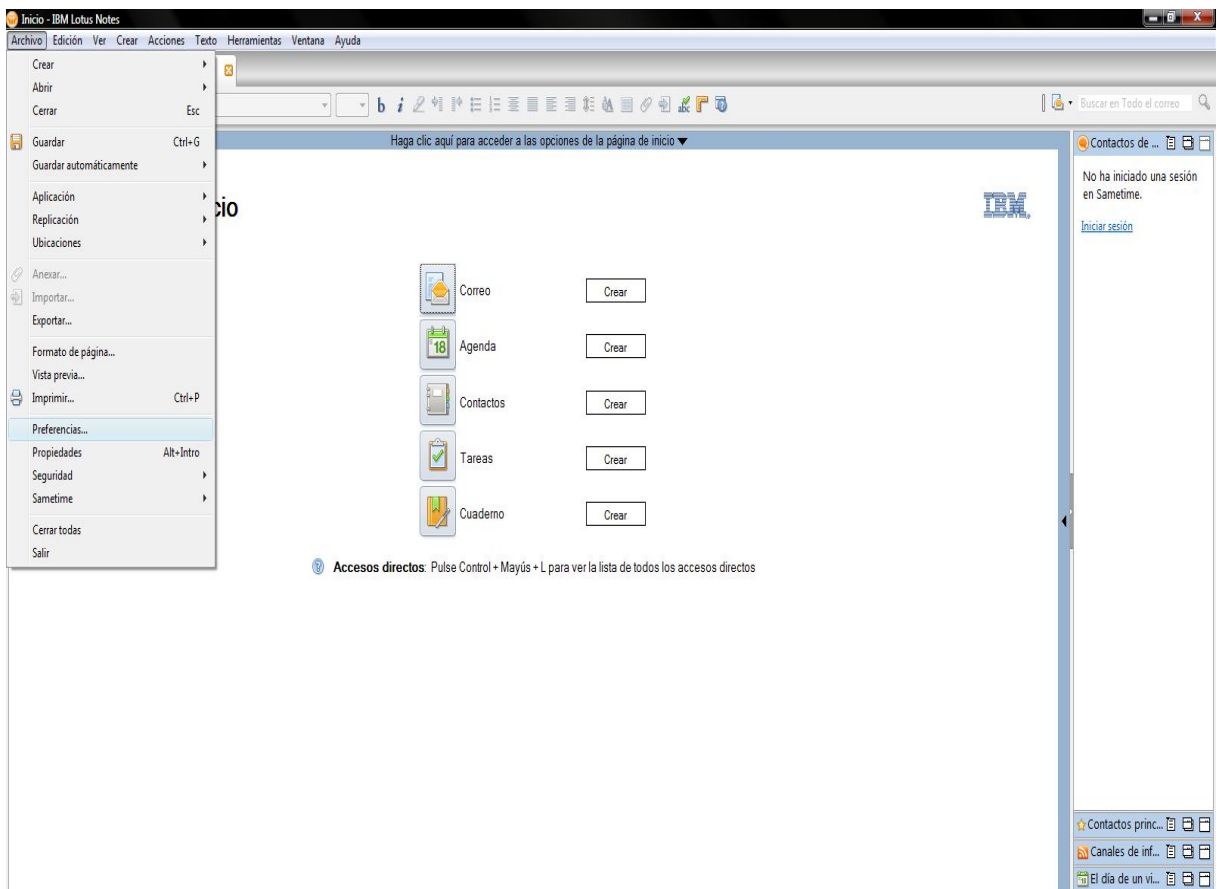 Inicio - IBM Lotus Notes
Archivo Edición Ver Crear Acciones Texto Herramientas Ventana Ayuda
Crear
Abrir
Cerrar Esc
Guardar Ctrl+G
Guardar automáticamente
Aplicación
Replicación
Ubicaciones
Anexar...
Importar...
Exportar...
Formato de página...
Vista previa...
Imprimir... Ctrl+P
Preferencias...
Propiedades Alt+Intro
Seguridad
Sametime
Cerrar todas
Salir
b i abc
Buscar en Todo el correo
Haga clic aquí para acceder a las opciones de la página de inicio
cio
IBM
Correo Crear
18 Agenda Crear
Contactos Crear
Tareas Crear
Cuaderno Crear
Accesos directos: Pulse Control + Mayús + L para ver la lista de todos los accesos directos
Contactos de ...
No ha iniciado una sesión
en Sametime.
Iniciar sesión
Contactos princ...
Canales de inf...
El día de un vi...